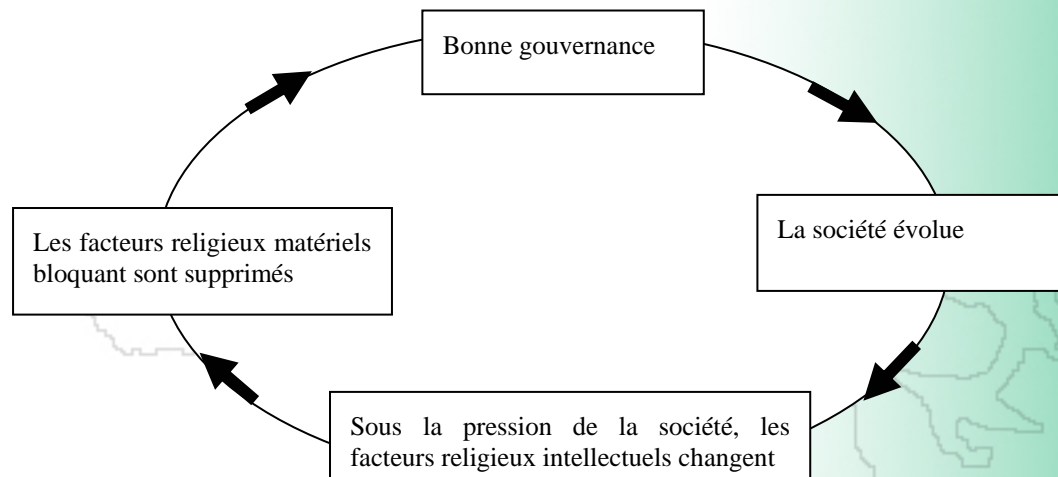 Bonne gouvernance
La société évolue
Sous la pression de la société, les
facteurs religieux intellectuels changent
Les facteurs religieux matériels
bloquant sont supprimés